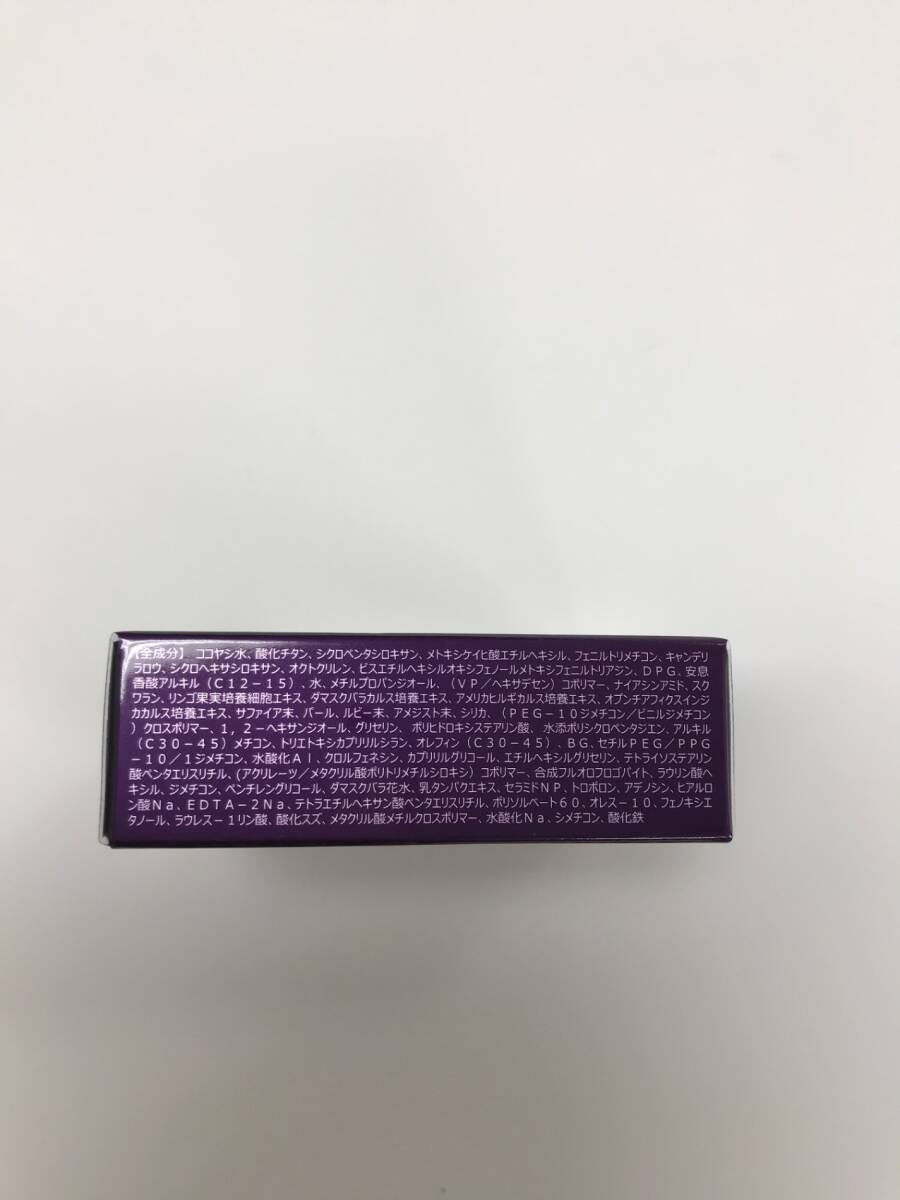 【全成分】 ココヤシ水、酸化チタン、シクロペンタシロキサン、メトキシケイヒ酸エチルヘキシル、フェニルトリメチコン、キャンデリ
ラロウ、シクロヘキサシロキサン、オクトクリレン、ビスエチルヘキシルオキシフェノールメトキシフェニルトリアジン、ＤＰＧ、安息
香酸アルキル（Ｃ１２－１５）、水、メチルプロパンジオール、（ＶＰ／ヘキサデセン）コポリマー、ナイアシンアミド、スク
ワラン、リンゴ果実培養細胞エキス、ダマスクバラカルス培養エキス、アメリカヒルギカルス培養エキス、オプンチアフィクスインジ
カカルス培養エキス、サファイア末、パール、ルビー末、アメジスト末、シリカ、（ＰＥＧ－１０ジメチコン／ビニルジメチコン
）クロスポリマー、１，２－ヘキサンジオール、グリセリン、 ポリヒドロキシステアリン酸、 水添ポリシクロペンタジエン、アルキル
（Ｃ３０－４５）メチコン、トリエトキシカプリリルシラン、オレフィン（Ｃ３０－４５）、ＢＧ、セチルＰＥＧ／ＰＰＧ
－１０／１ジメチコン、水酸化Ａｌ、クロルフェネシン、カプリリルグリコール、エチルヘキシルグリセリン、テトライソステアリン
酸ペンタエリスリチル、(アクリレーツ／メタクリル酸ポリトリメチルシロキシ）コポリマー、合成フルオロフロゴパイト、ラウリン酸ヘ
キシル、ジメチコン、ペンチレングリコール、ダマスクバラ花水、乳タンパクエキス、セラミドＮＰ、トロポロン、アデノシン、ヒアルロ
ン酸Ｎａ、ＥＤＴＡ－２Ｎａ、テトラエチルヘキサン酸ペンタエリスリチル、ポリソルベート６０、オレス－１０、フェノキシエ
タノール、ラウレス－１リン酸、酸化スズ、メタクリル酸メチルクロスポリマー、水酸化Ｎａ、シメチコン、酸化鉄